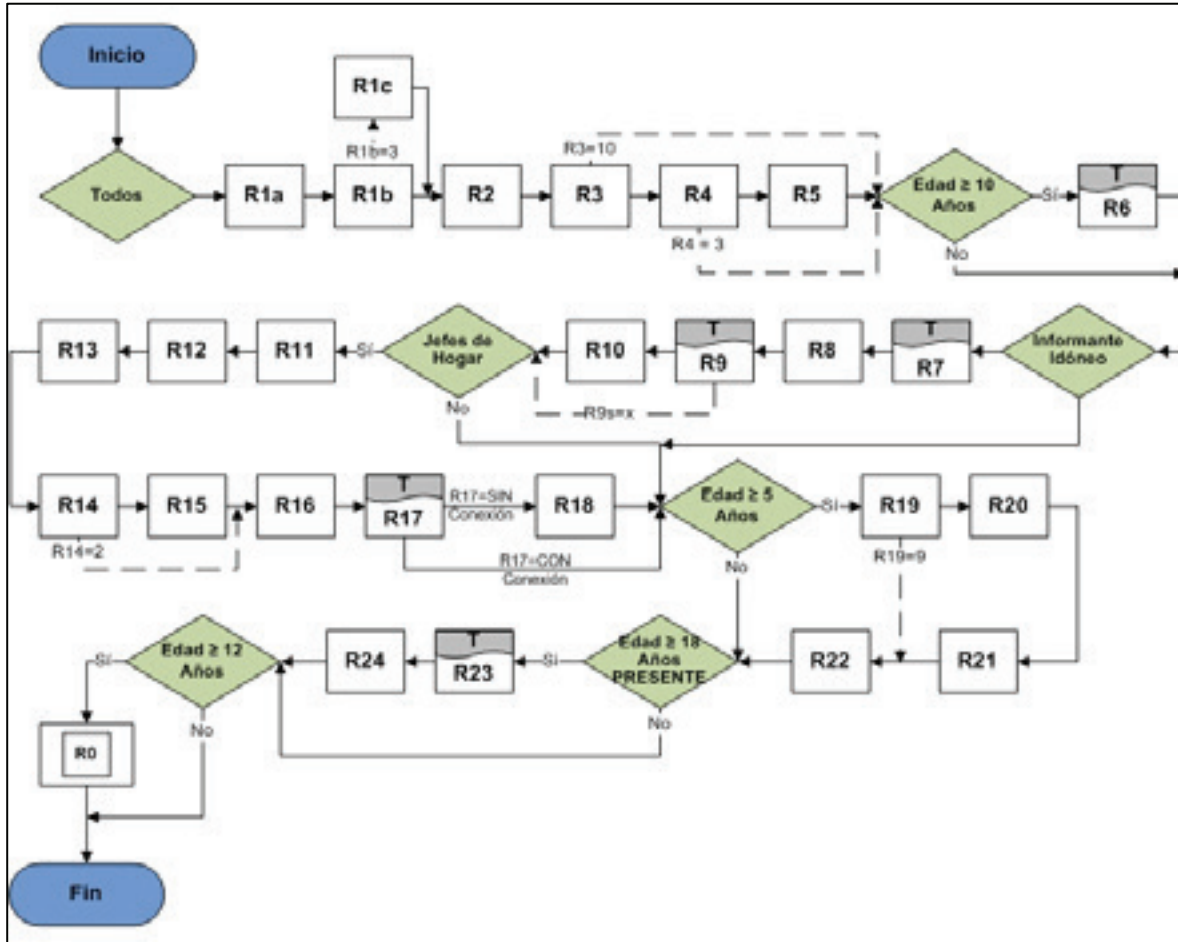 Inicio
R1c
R1b=3
R3=10
Todos
R1a
R1b
R2
R3
R4
R5
Edad ≥ 10
Años
Sí
T
R6
R4 = 3
No
R13
R12
R11
Sí
Jefes de
Hogar
R10
T
R9
R8
T
R7
Informante
Idóneo
No
R9s=x
R14
R15
R16
T
R17
R17=SIN
Conexión
R18
Edad ≥ 5
Años
Sí
R19
R20
R14=2
R17=CON
Conexión
No
R19=9
Sí
Edad ≥ 12
Años
R24
T
R23
Sí
Edad ≥ 18
Años
PRESENTE
R22
R21
No
No
R0
Fin